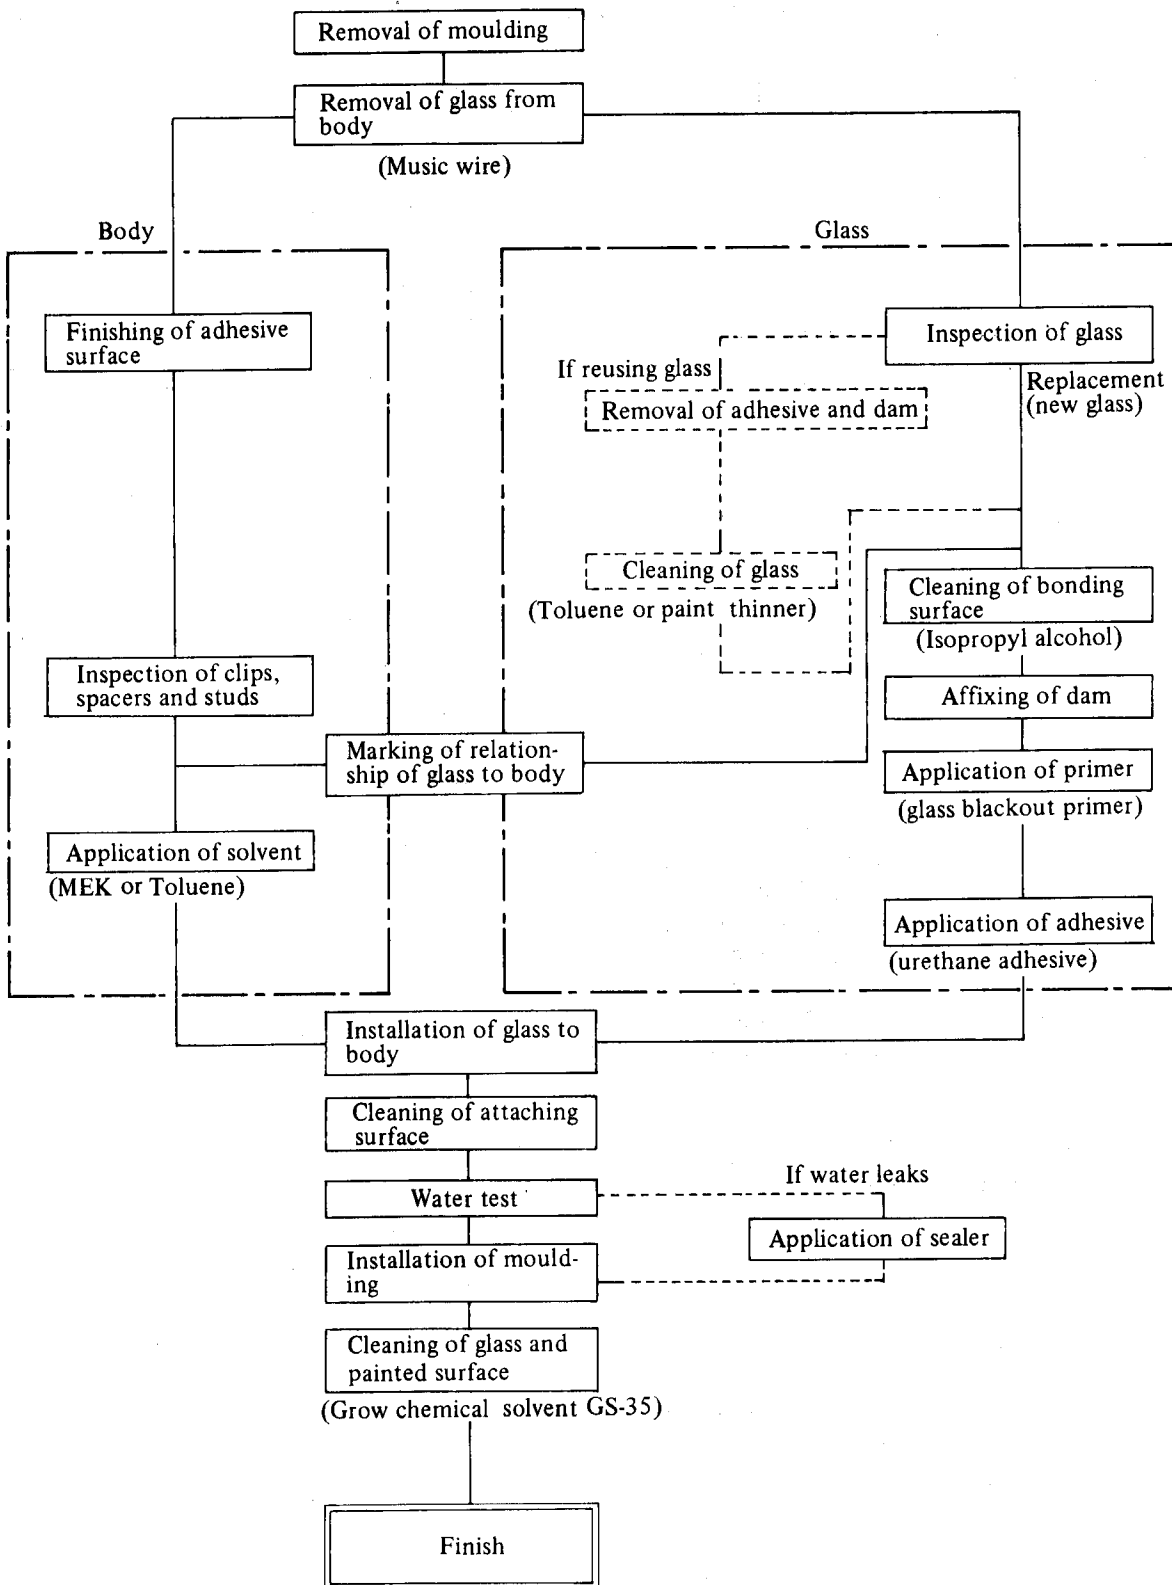 Removal of moulding
Removal of glass from
body
(Music wire)
Body
Glass
Finishing of adhesive
surface
Inspection of glass
If reusing glass
Replacement
(new glass)
Removal of adhesive and dam
Cleaning of glass
(Toluene or paint thinner)
Cleaning of bonding
surface
(Isopropyl alcohol)
Inspection of clips,
spacers and studs
Affixing of dam
Marking of relation-
ship of glass to body
Application of primer
(glass blackout primer)
Application of solvent
(MEK or Toluene)
Application of adhesive
(urethane adhesive)
Installation of glass to
body
Cleaning of attaching
surface
If water leaks
Water test
Application of sealer
Installation of mould-
ing
Cleaning of glass and
painted surface
(Grow chemical solvent GS-35)
Finish